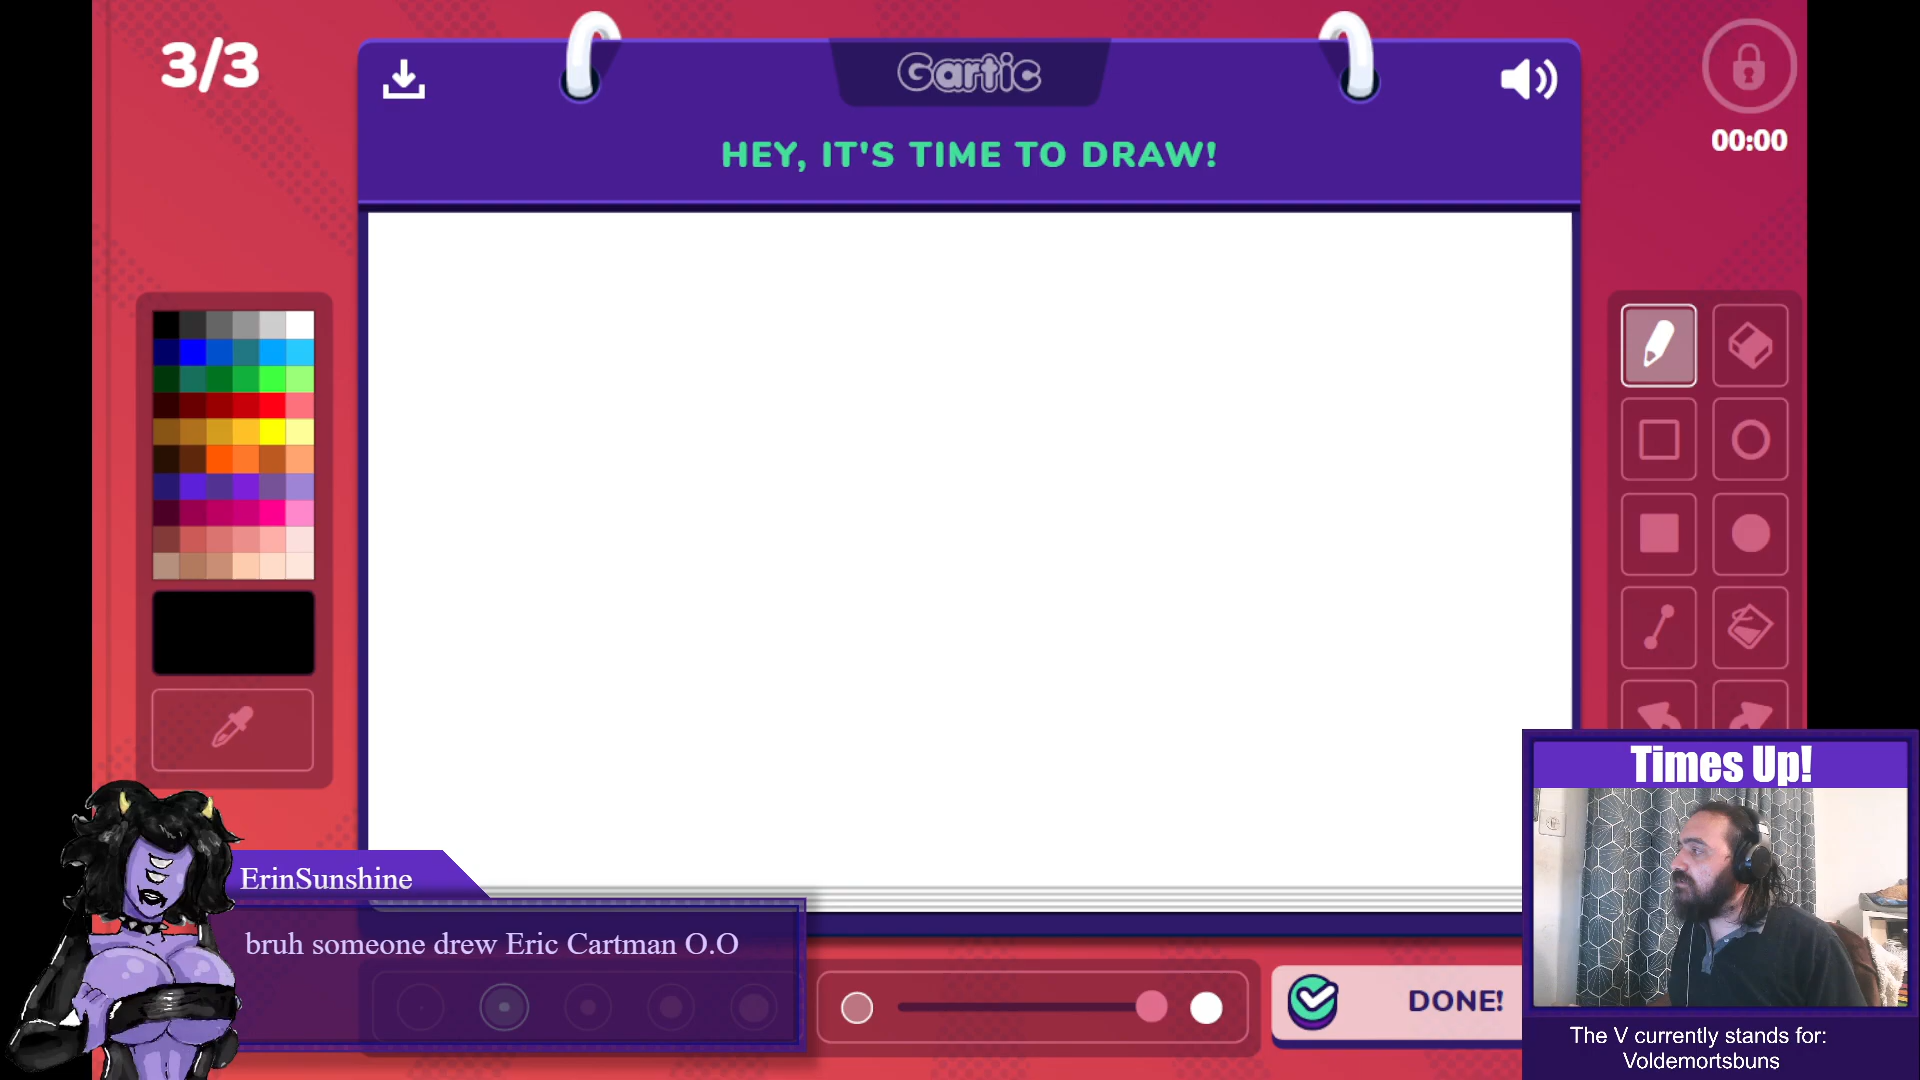 3/3
Gartic
HEY, IT'S TIME TO DRAW!
00:00
ErinSunshine
bruh someone drew Eric Cartman O.O
DONE!
Times Up!
The V currently stands for:
Voldemortsbuns